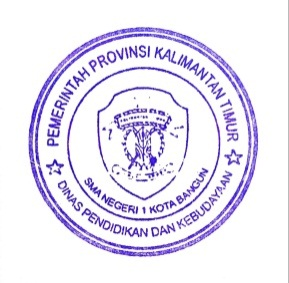 PEMERINTAH PROVINSI KALIMANTAN TIMUR
SMA NEGERI 1 KOTA BANGUN
DINAS PENDIDIKAN DAN KEBUDAYAAN